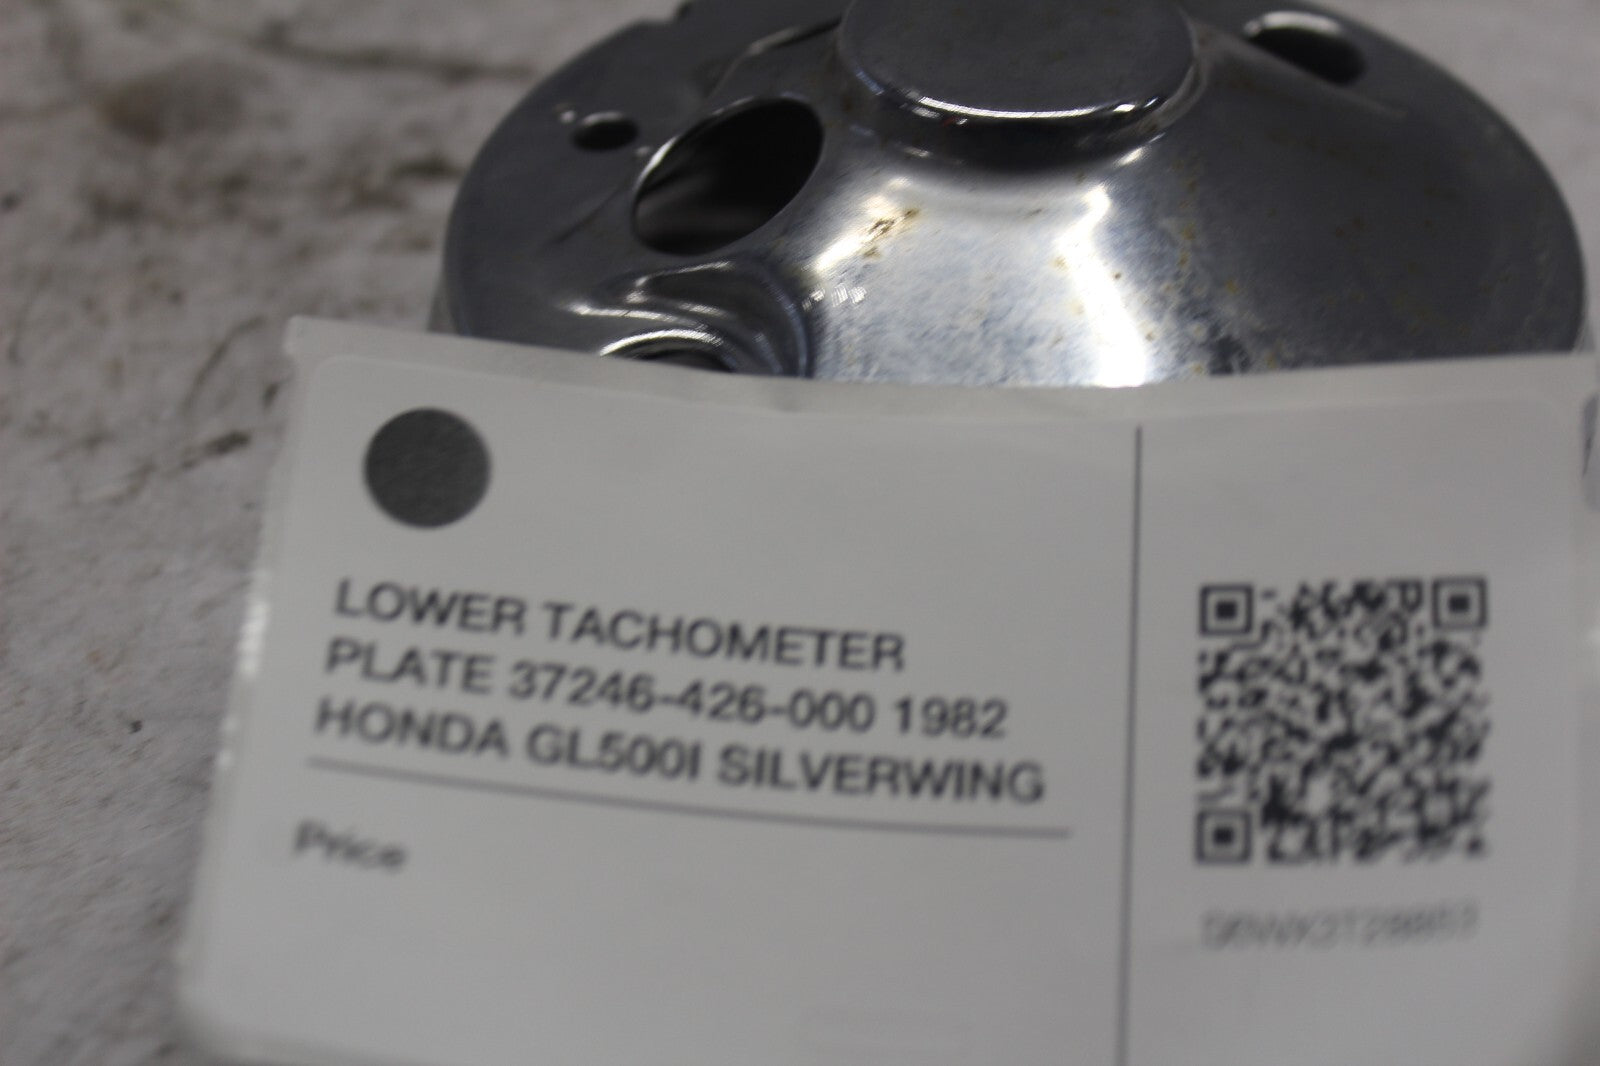 LOWER TACHOMETER
PLATE 37246-426-000 1982
HONDA GL500I SILVERWING
Price